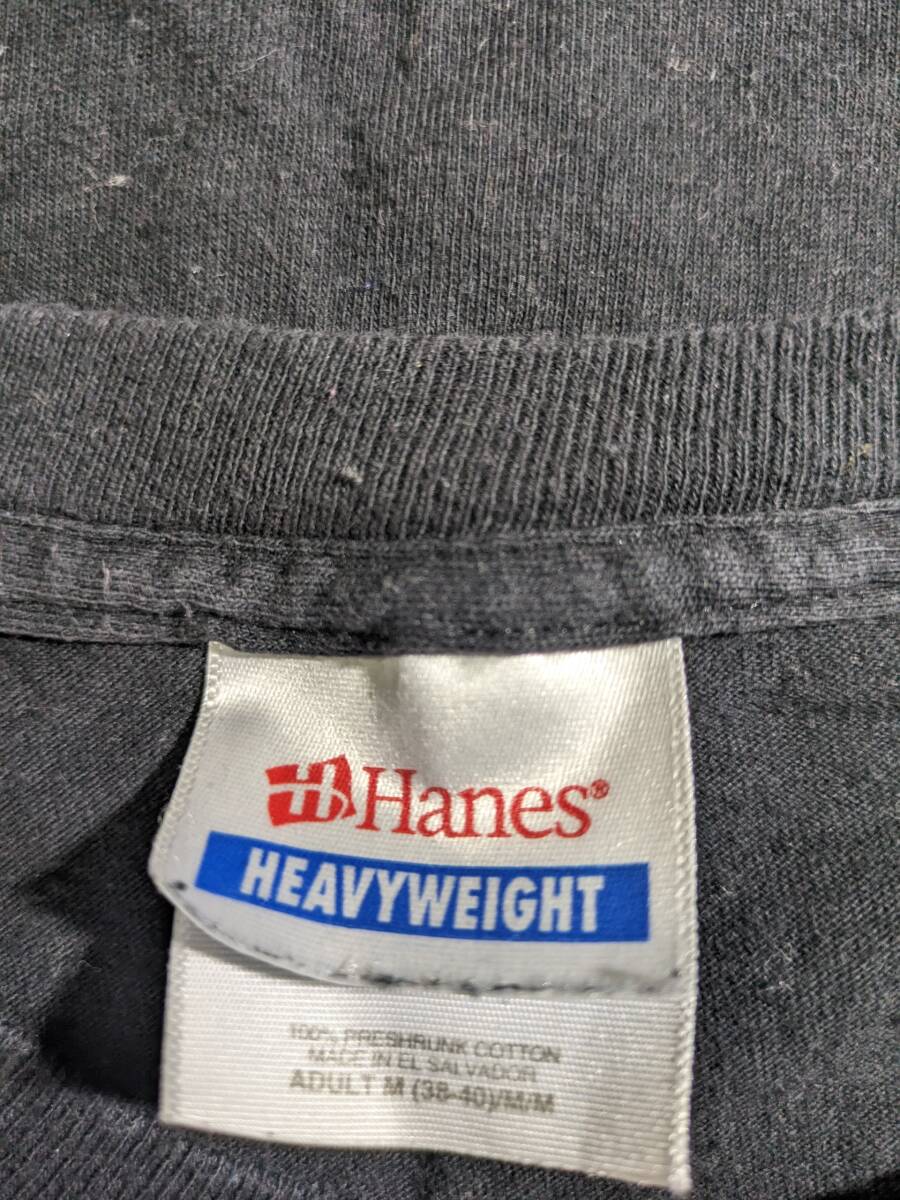 H Hanes®
HEAVYWEIGHT
100% PRESHRUNK COTTON
MADE IN EL SALVADOR
ADULT M (38-40)/M/M